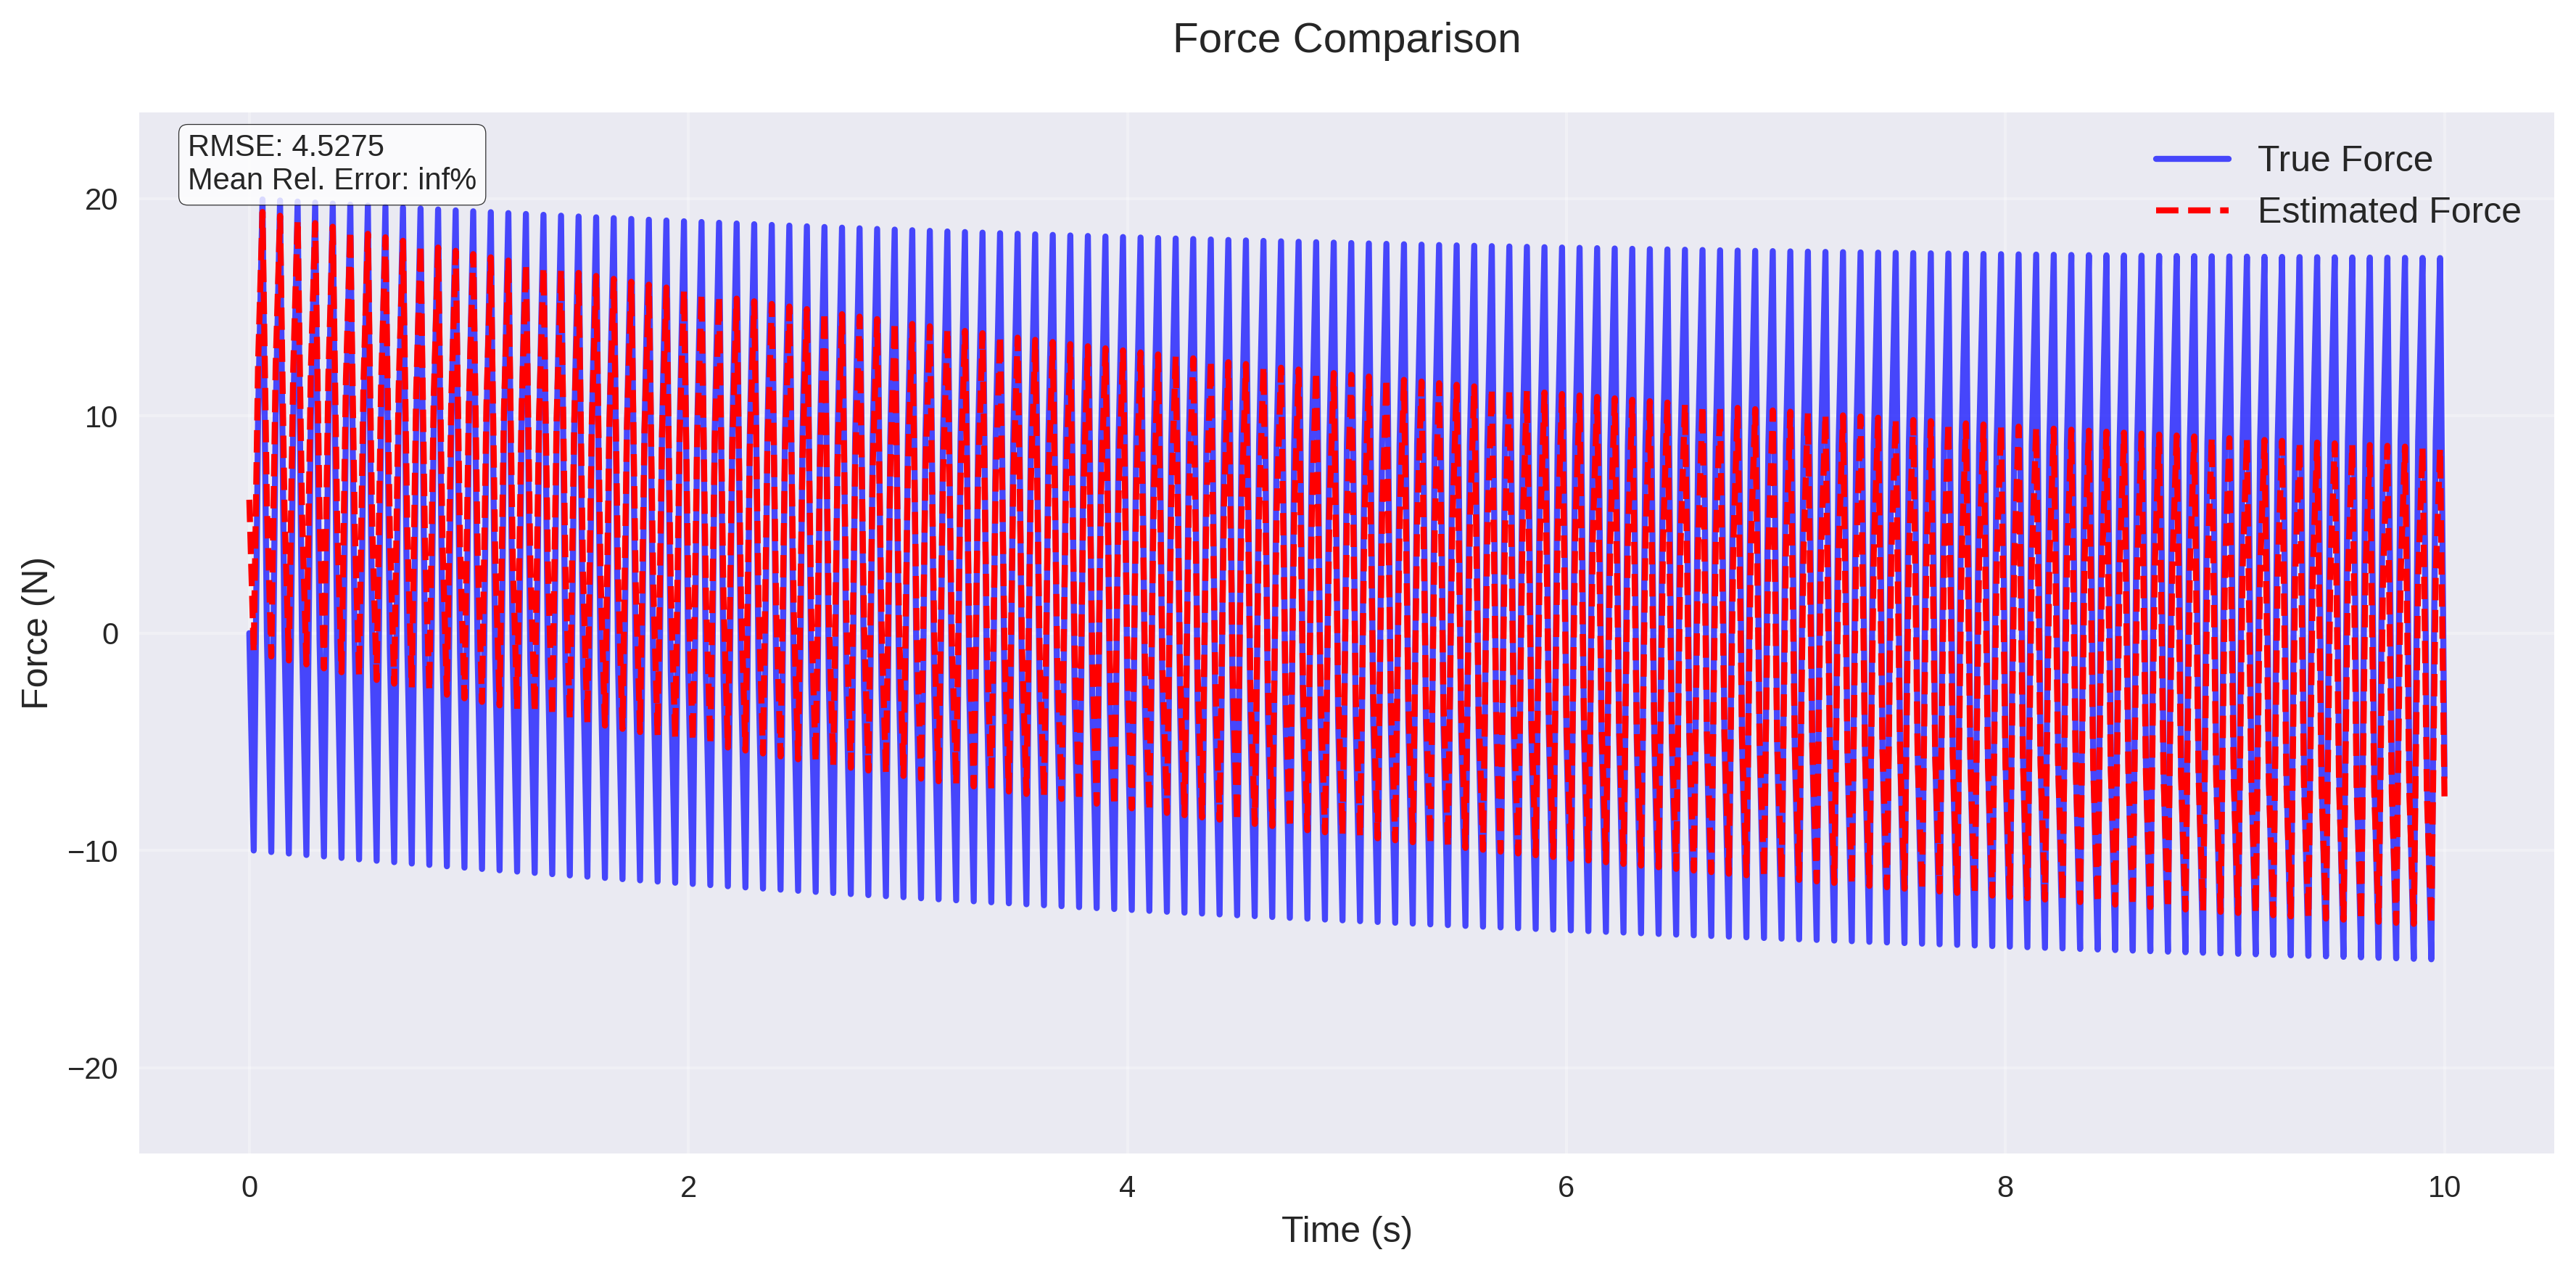 Force Comparison
RMSE: 4.5275
Mean Rel. Error: inf%
True Force
Estimated Force
20
10
0
−10
−20
Force (N)
0 2 4 6 8 10
Time (s)